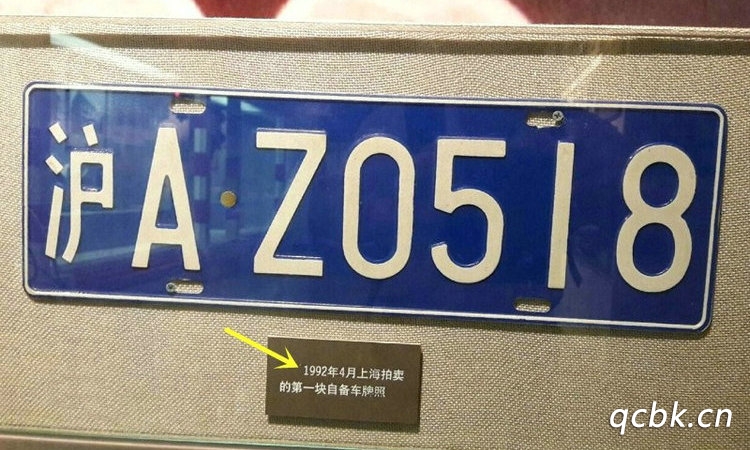 沪A·Z0518
1992年4月上海拍卖
的第一块自备车牌照
qcbk.cn